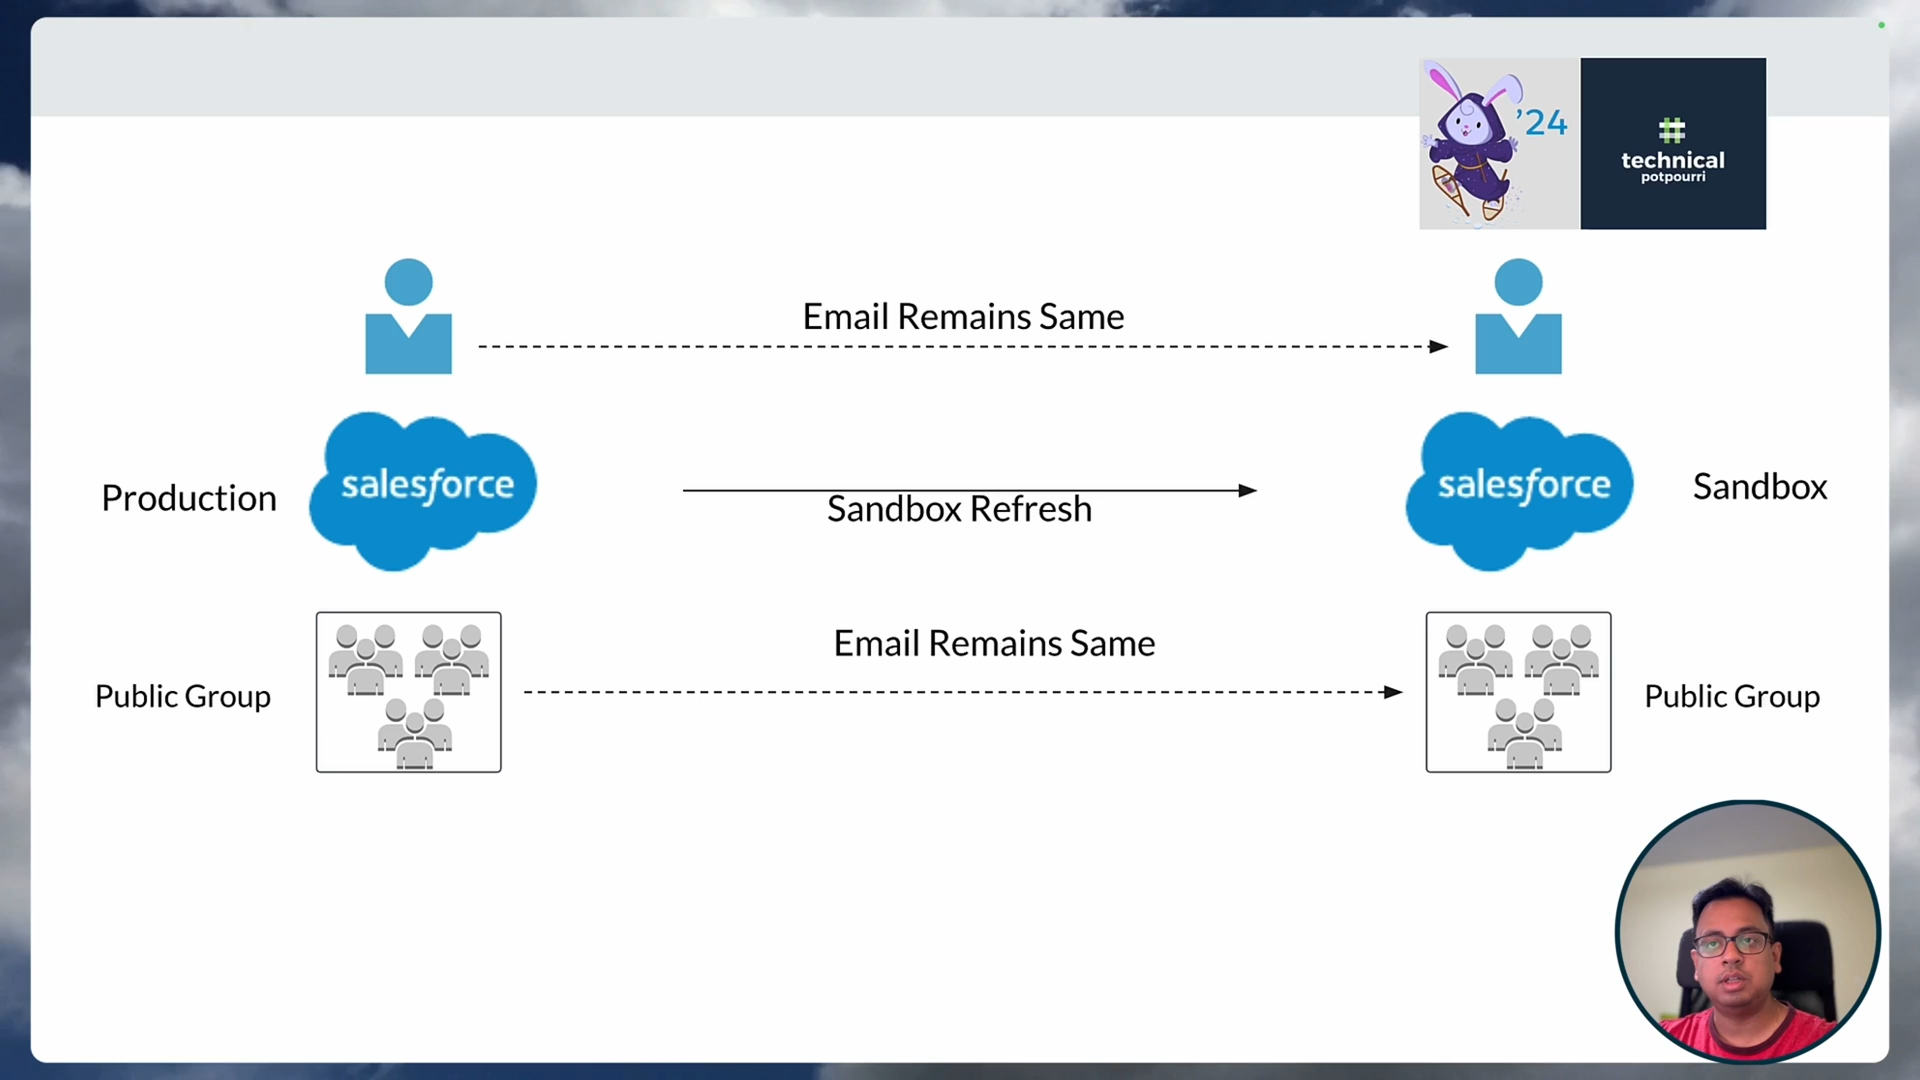 ’24
technical
potpourri
Email Remains Same
Production
salesforce
Sandbox Refresh
salesforce
Sandbox
Email Remains Same
Public Group
Public Group